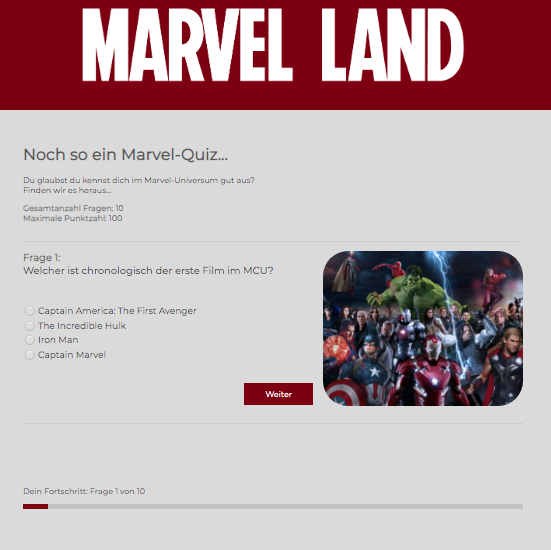 MARVEL LAND
Noch so ein Marvel-Quiz...
Du glaubst du kennst dich im Marvel-Universum gut aus?
Finden wir es heraus...
Gesamtanzahl Fragen: 10
Maximale Punktzahl: 100
Frage 1:
Welcher ist chronologisch der erste Film im MCU?
Captain America: The First Avenger
The Incredible Hulk
Iron Man
Captain Marvel
Weiter
Dein Fortschritt: Frage 1 von 10